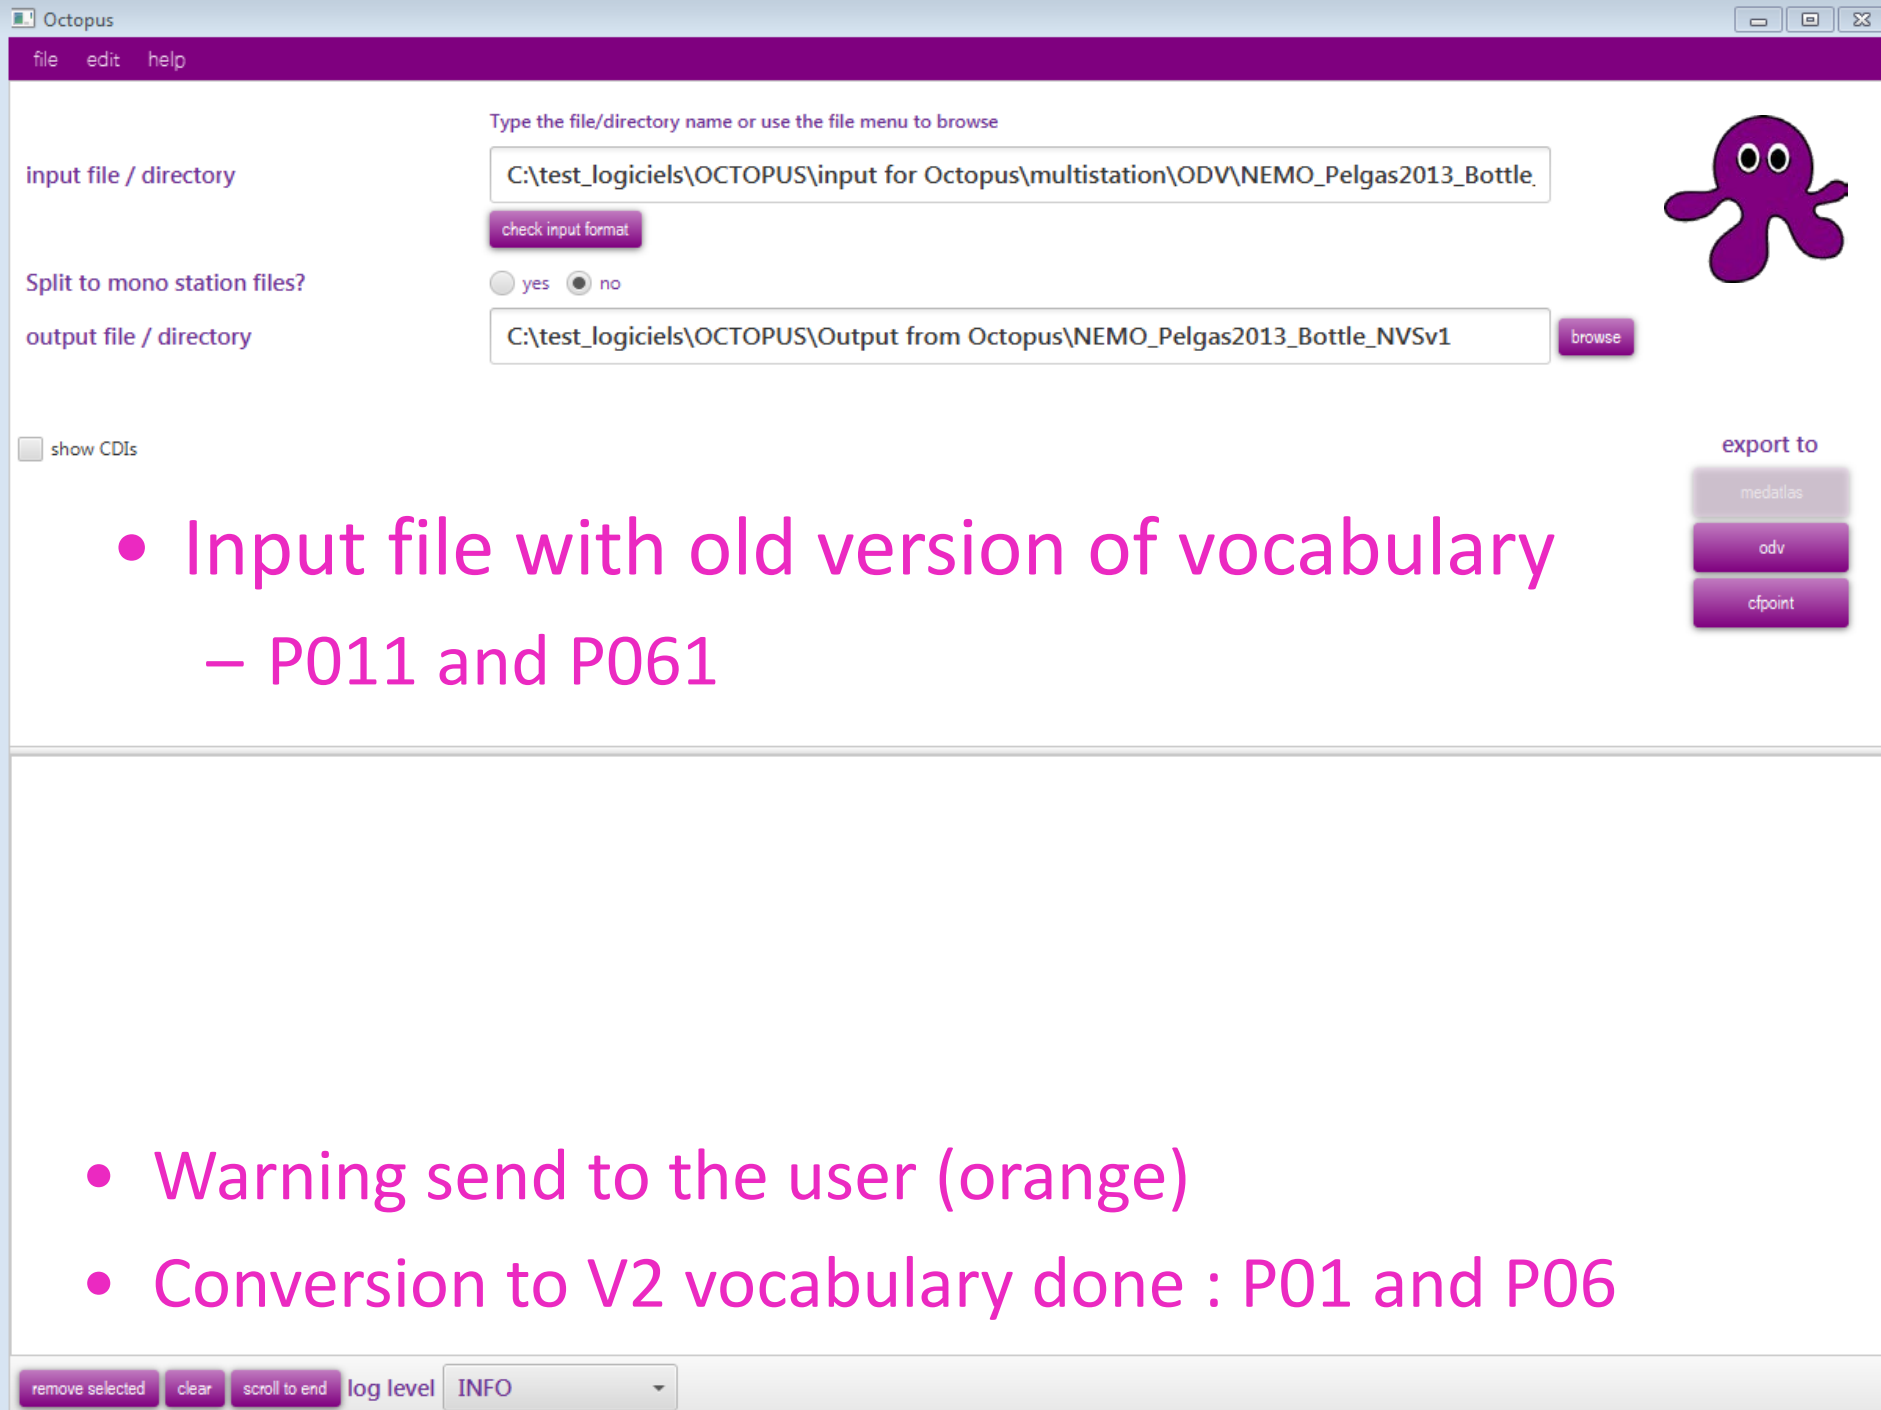 Octopus
file edit help
Type the file/directory name or use the file menu to browse
input file / directory C:\test_logiciels\OCTOPUS\input for Octopus\multistation\ODV\NEMO_Pelgas2013_Bottle_
check input format
Split to mono station files? yes no
output file / directory C:\test_logiciels\OCTOPUS\Output from Octopus\NEMO_Pelgas2013_Bottle_NVSv1 browse
show CDIs
export to
medatlas
odv
cfpoint
• Input file with old version of vocabulary
– P011 and P061
• Warning send to the user (orange)
• Conversion to V2 vocabulary done : P01 and P06
remove selected clear scroll to end log level INFO